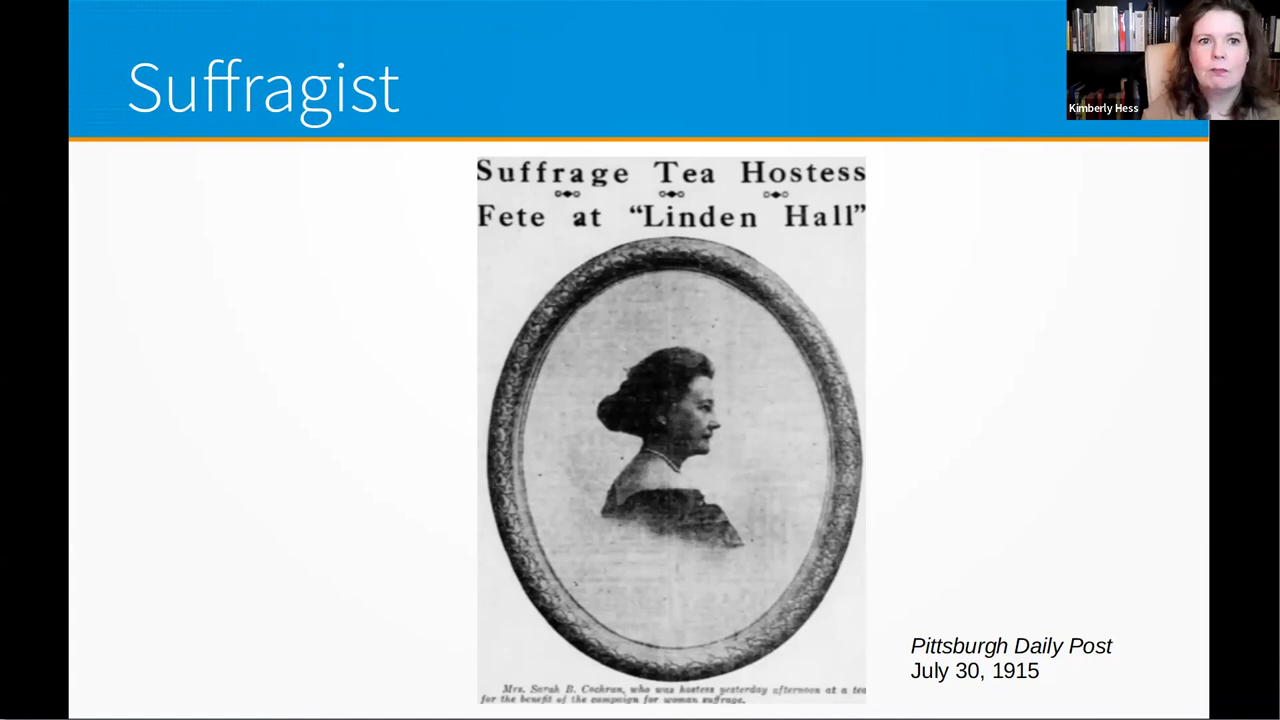 Suffragist
Kimberly Hess
Suffrage Tea Hostess
Fete at “Linden Hall”
Mrs. Sarah B. Cochran, who was hostess yesterday afternoon at a tea
for the benefit of the campaign for woman suffrage.
Pittsburgh Daily Post
July 30, 1915